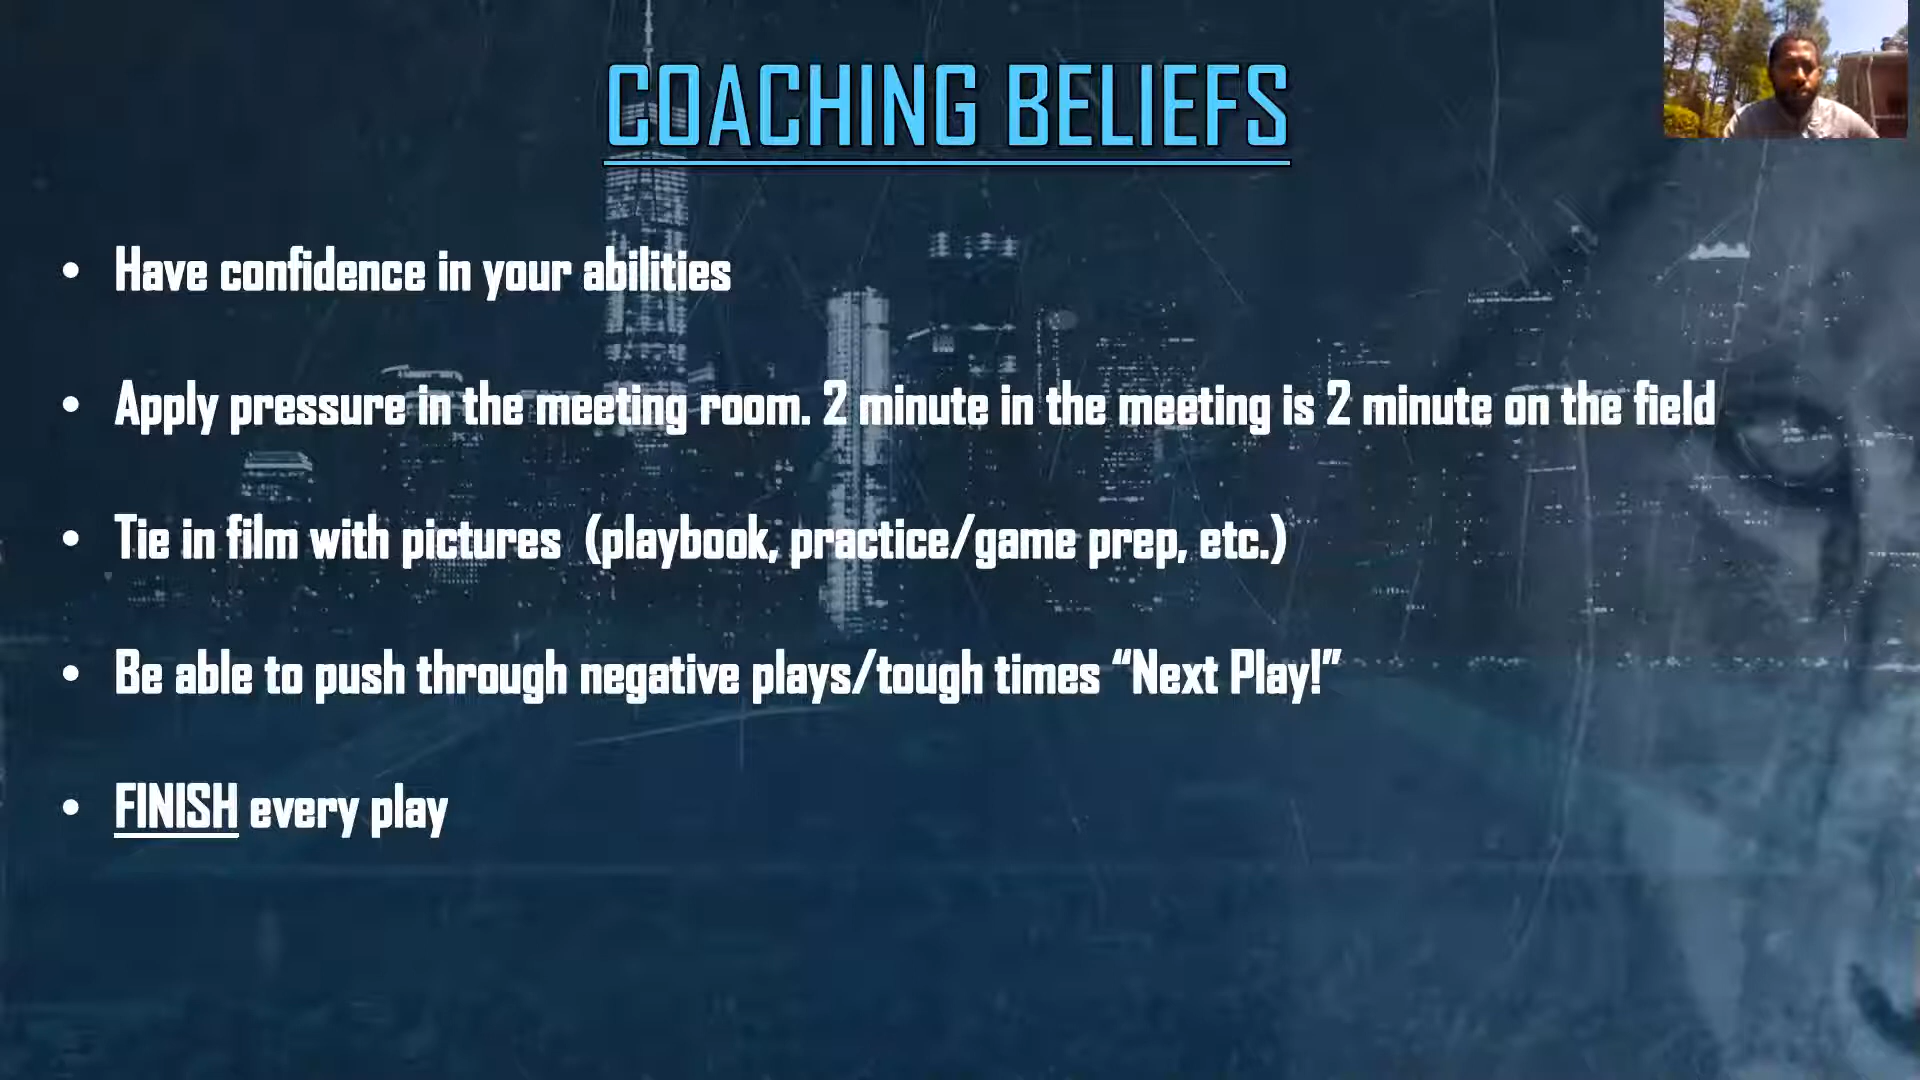 COACHING BELIEFS
• Have confidence in your abilities
• Apply pressure in the meeting room. 2 minute in the meeting is 2 minute on the field
• Tie in film with pictures (playbook, practice/game prep, etc.)
• Be able to push through negative plays/tough times “Next Play!”
• FINISH every play